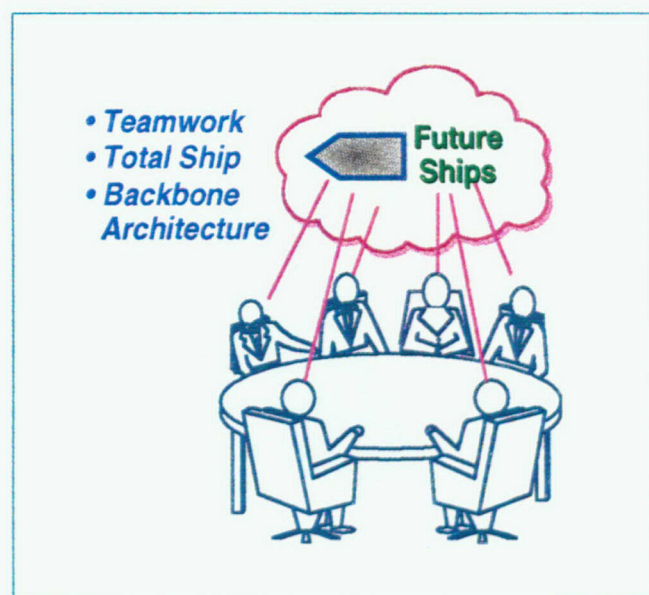 • Teamwork
• Total Ship
• Backbone
Architecture
Future
Ships